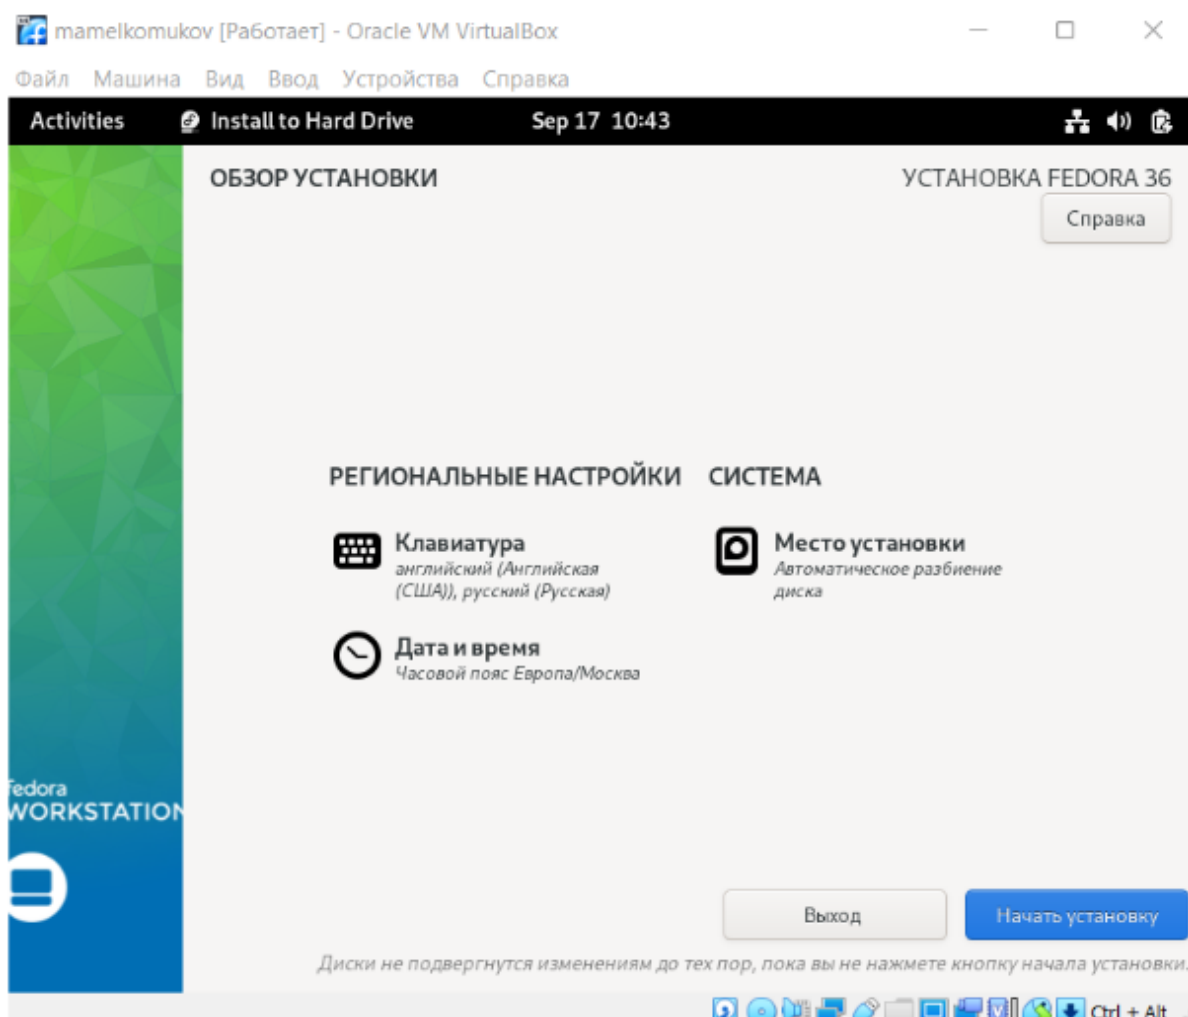 mamelkomukov [Работает] - Oracle VM VirtualBox
Файл Машина Вид Ввод Устройства Справка
Activities Install to Hard Drive Sep 17 10:43
ОБЗОР УСТАНОВКИ УСТАНОВКА FEDORA 36
Справка
РЕГИОНАЛЬНЫЕ НАСТРОЙКИ СИСТЕМА
Клавиатура
английский (Английская
(США)), русский (Русская)
Место установки
Автоматическое разбиение
диска
Дата и время
Часовой пояс Европа/Москва
fedora
WORKSTATION
Выход Начать установку
Диски не подвергнутся изменениям до тех пор, пока вы не нажмете кнопку начала установки.
Ctrl + Alt